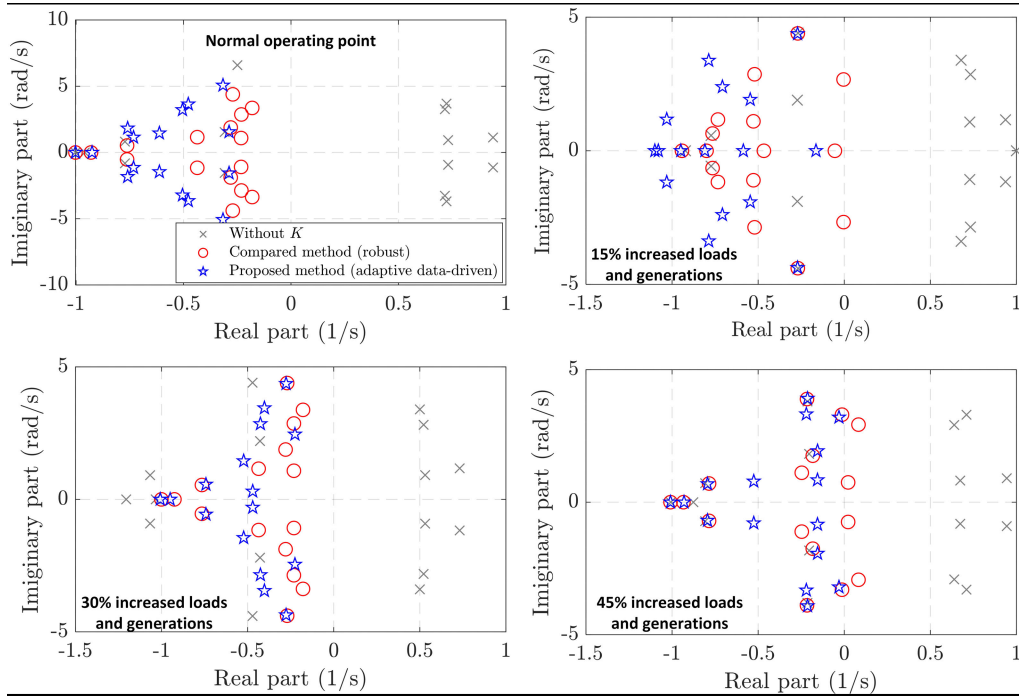 10
5
0
-5
-10
Imiginary part (rad/s)
Normal operating point
Without K
Compared method (robust)
Proposed method (adaptive data-driven)
-1
-0.5
0
0.5
1
Real part (1/s)
5
0
-5
Imiginary part (rad/s)
15% increased loads
and generations
-1.5
-1
-0.5
0
0.5
1
Real part (1/s)
5
0
-5
Imiginary part (rad/s)
30% increased loads
and generations
-1.5
-1
-0.5
0
0.5
1
Real part (1/s)
5
0
-5
Imiginary part (rad/s)
45% increased loads
and generations
-1.5
-1
-0.5
0
0.5
1
Real part (1/s)